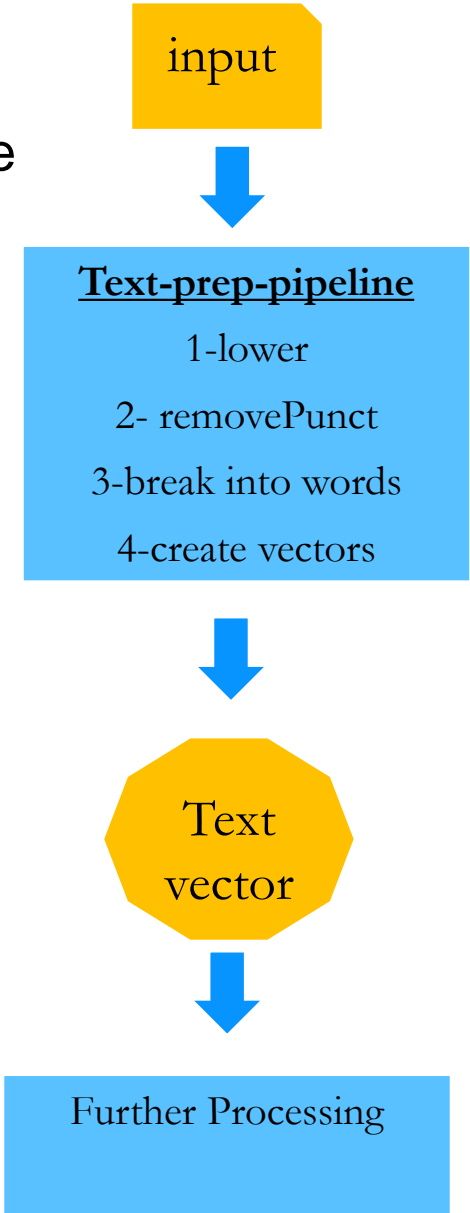 input
e
Text-prep-pipeline
1-lower
2- removePunct
3-break into words
4-create vectors
Text
vector
Further Processing